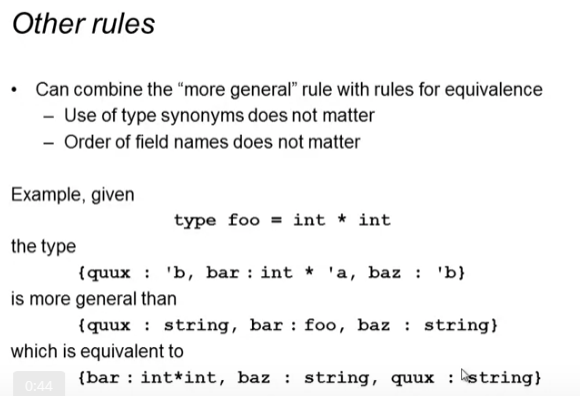 Other rules
• Can combine the “more general” rule with rules for equivalence
– Use of type synonyms does not matter
– Order of field names does not matter
Example, given
type foo = int * int
the type
{quux : 'b, bar : int * 'a, baz : 'b}
is more general than
{quux : string, bar : foo, baz : string}
which is equivalent to
{bar : int*int, baz : string, quux : string}
0:44